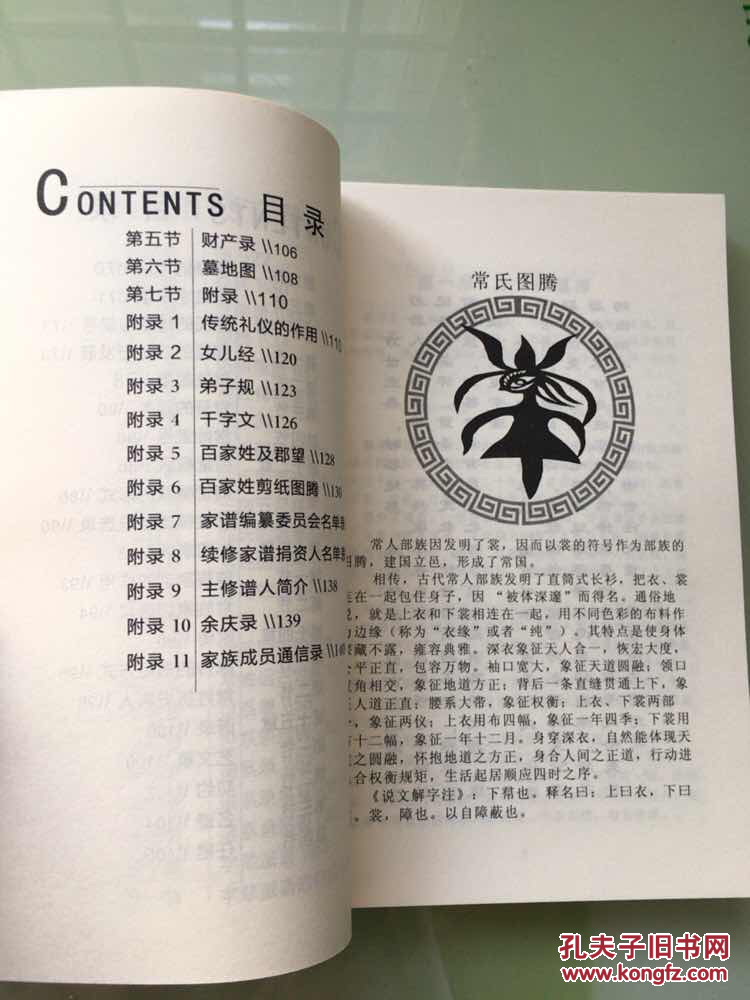 CONTENTS 目录
第五节 财产录 \\106
第六节 墓地图 \\108
第七节 附录 \\110
附录 1 传统礼仪的作用 \\110
附录 2 女儿经 \\120
附录 3 弟子规 \\123
附录 4 千字文 \\126
附录 5 百家姓及郡望 \\128
附录 6 百家姓剪纸图腾 \\130
附录 7 家谱编纂委员会名单
附录 8 续修家谱捐资人名单
附录 9 主修谱人简介 \\138
附录 10 余庆录 \\139
附录 11 家族成员通信录 \\140
常氏图腾
常人部族因发明了裳，因而以裳的符号作为部族的
腾，建国立邑，形成了常国。
相传，古代常人部族发明了直筒式长衫，把衣、裳
连在一起包住身子，因“被体深邃”而得名。通俗地
说，就是上衣和下裳相连在一起，用不同色彩的布料作
为边缘（称为“衣缘”或者“纯”）。其特点是使身体
藏不露，雍容典雅。深衣象征天人合一，恢宏大度，
公平正直，包容万物。袖口宽大，象征天道圆融；领口
直角相交，象征地道方正；背后一条直缝贯通上下，象
征人道正直；腰系大带，象征权衡；上衣、下裳两部
，象征两仪；上衣用布四幅，象征一年四季；下裳用
布十二幅，象征一年十二月。身穿深衣，自然能体现天
道之圆融，怀抱地道之方正，身合人间之正道，行动进
合权衡规矩，生活起居顺应四时之序。
《说文解字注》：下帬也。释名曰：上曰衣，下曰
。裳，障也。以自障蔽也。
孔夫子旧书网
www.kongfz.com